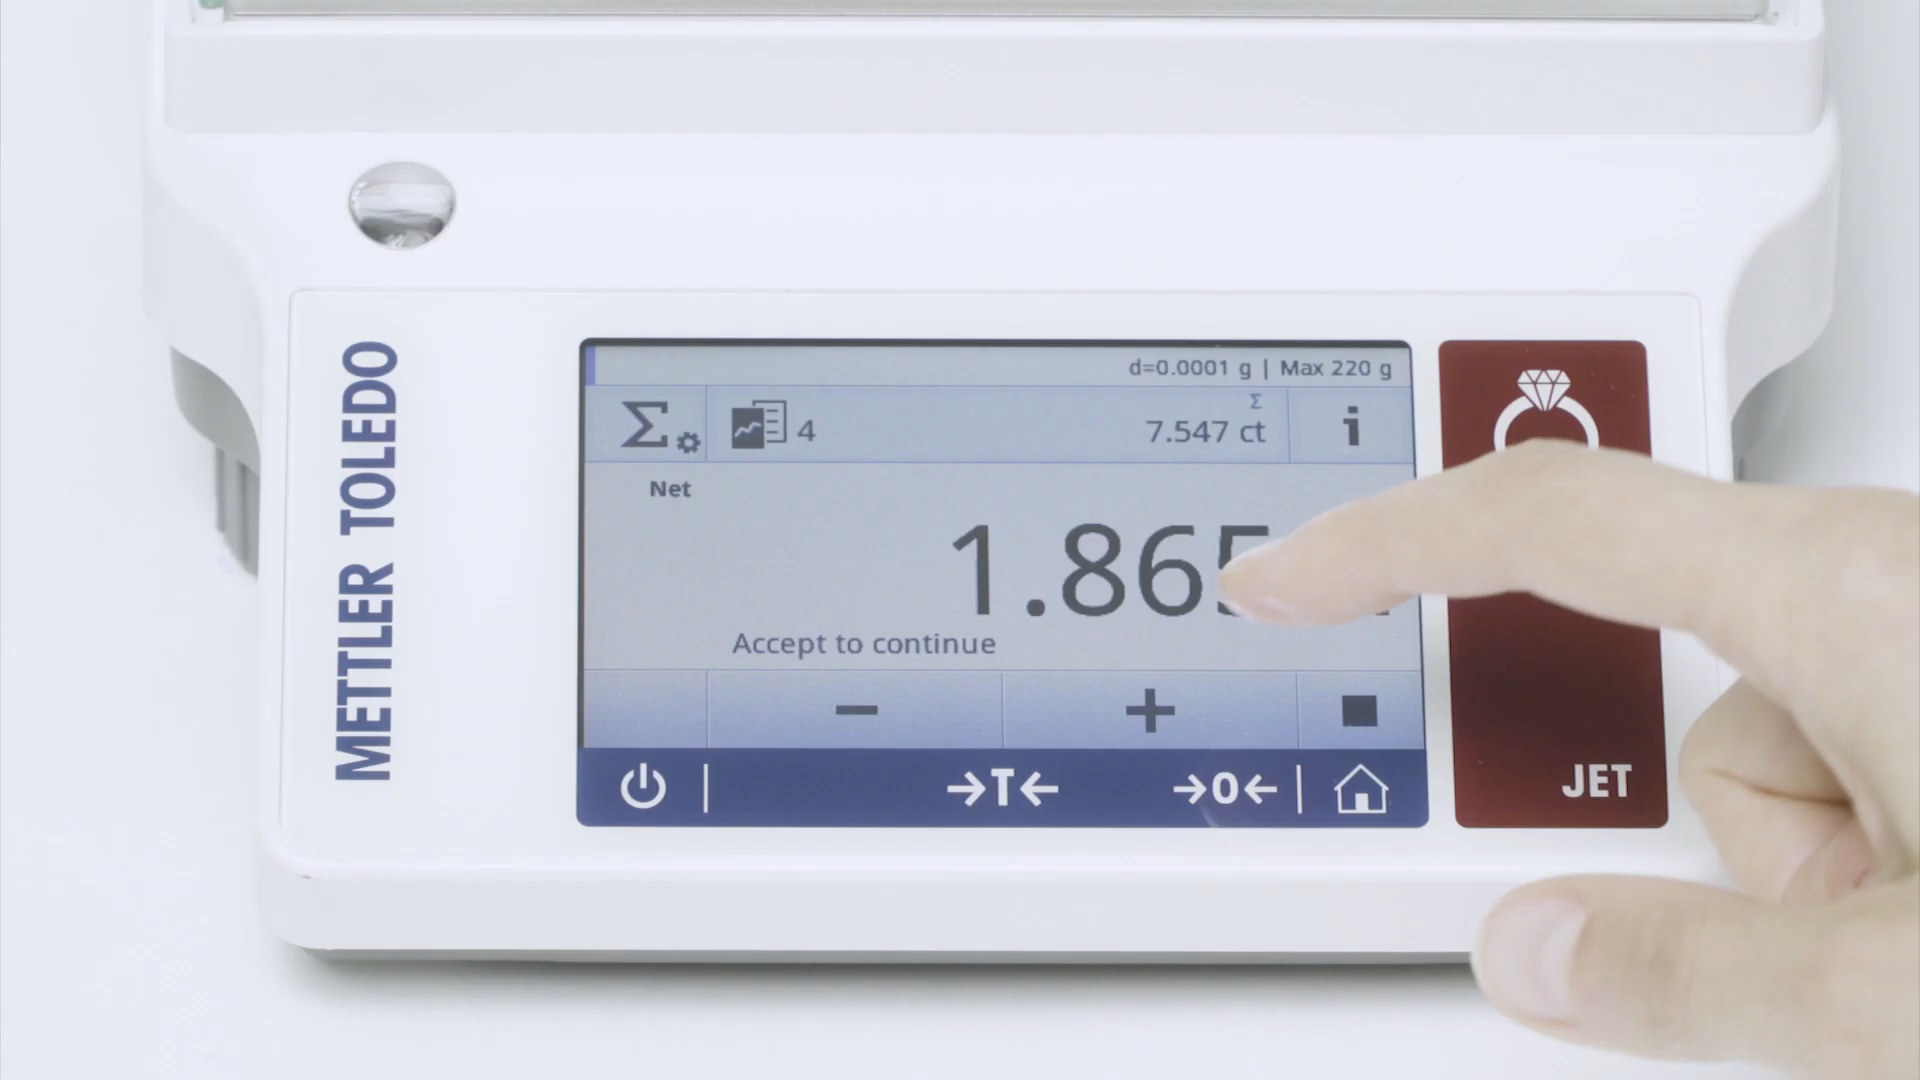 METTLER TOLEDO
d=0.0001 g | Max 220 g
Σ
4
7.547 ct
i
Net
1.865
Accept to continue
− +
→T← →0←
JET